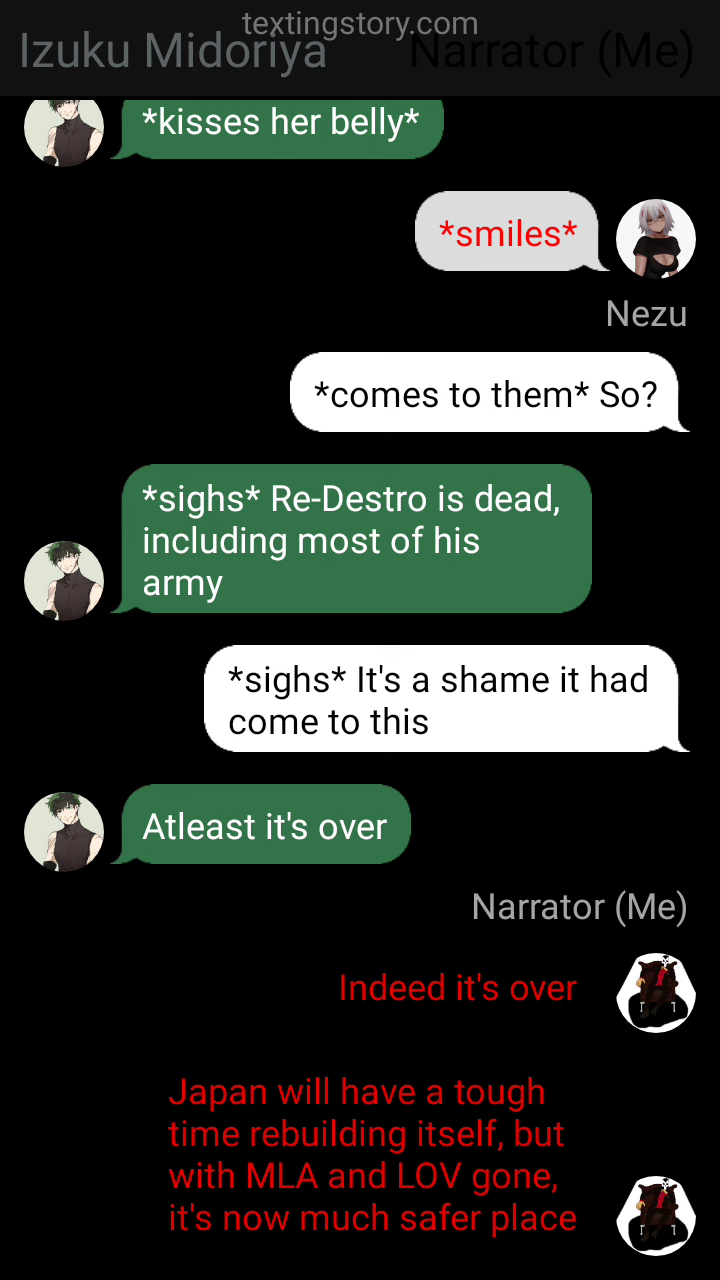 textingstory.com
Izuku Midoriya
Narrator (Me)
*kisses her belly*
*smiles*
Nezu
*comes to them* So?
*sighs* Re-Destro is dead,
including most of his
army
*sighs* It's a shame it had
come to this
Atleast it's over
Narrator (Me)
Indeed it's over
Japan will have a tough
time rebuilding itself, but
with MLA and LOV gone,
it's now much safer place